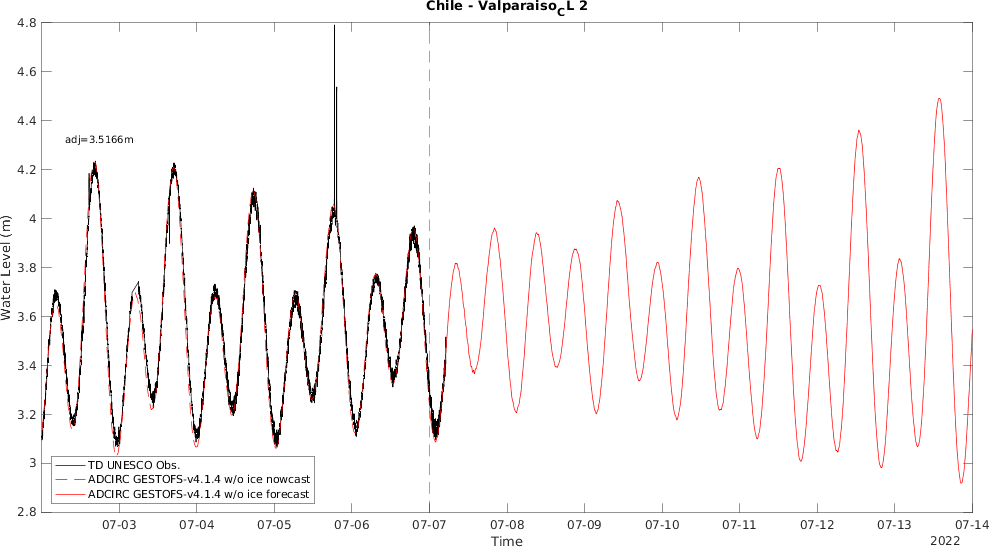 Chile - Valparaiso_CL 2
4.8
4.6
4.4
4.2
4
3.8
3.6
3.4
3.2
3
2.8
Water Level (m)
adj=3.5166m
TD UNESCO Obs.
ADCIRC GESTOFS-v4.1.4 w/o ice nowcast
ADCIRC GESTOFS-v4.1.4 w/o ice forecast
07-03 07-04 07-05 07-06 07-07 07-08 07-09 07-10 07-11 07-12 07-13 07-14
Time
2022